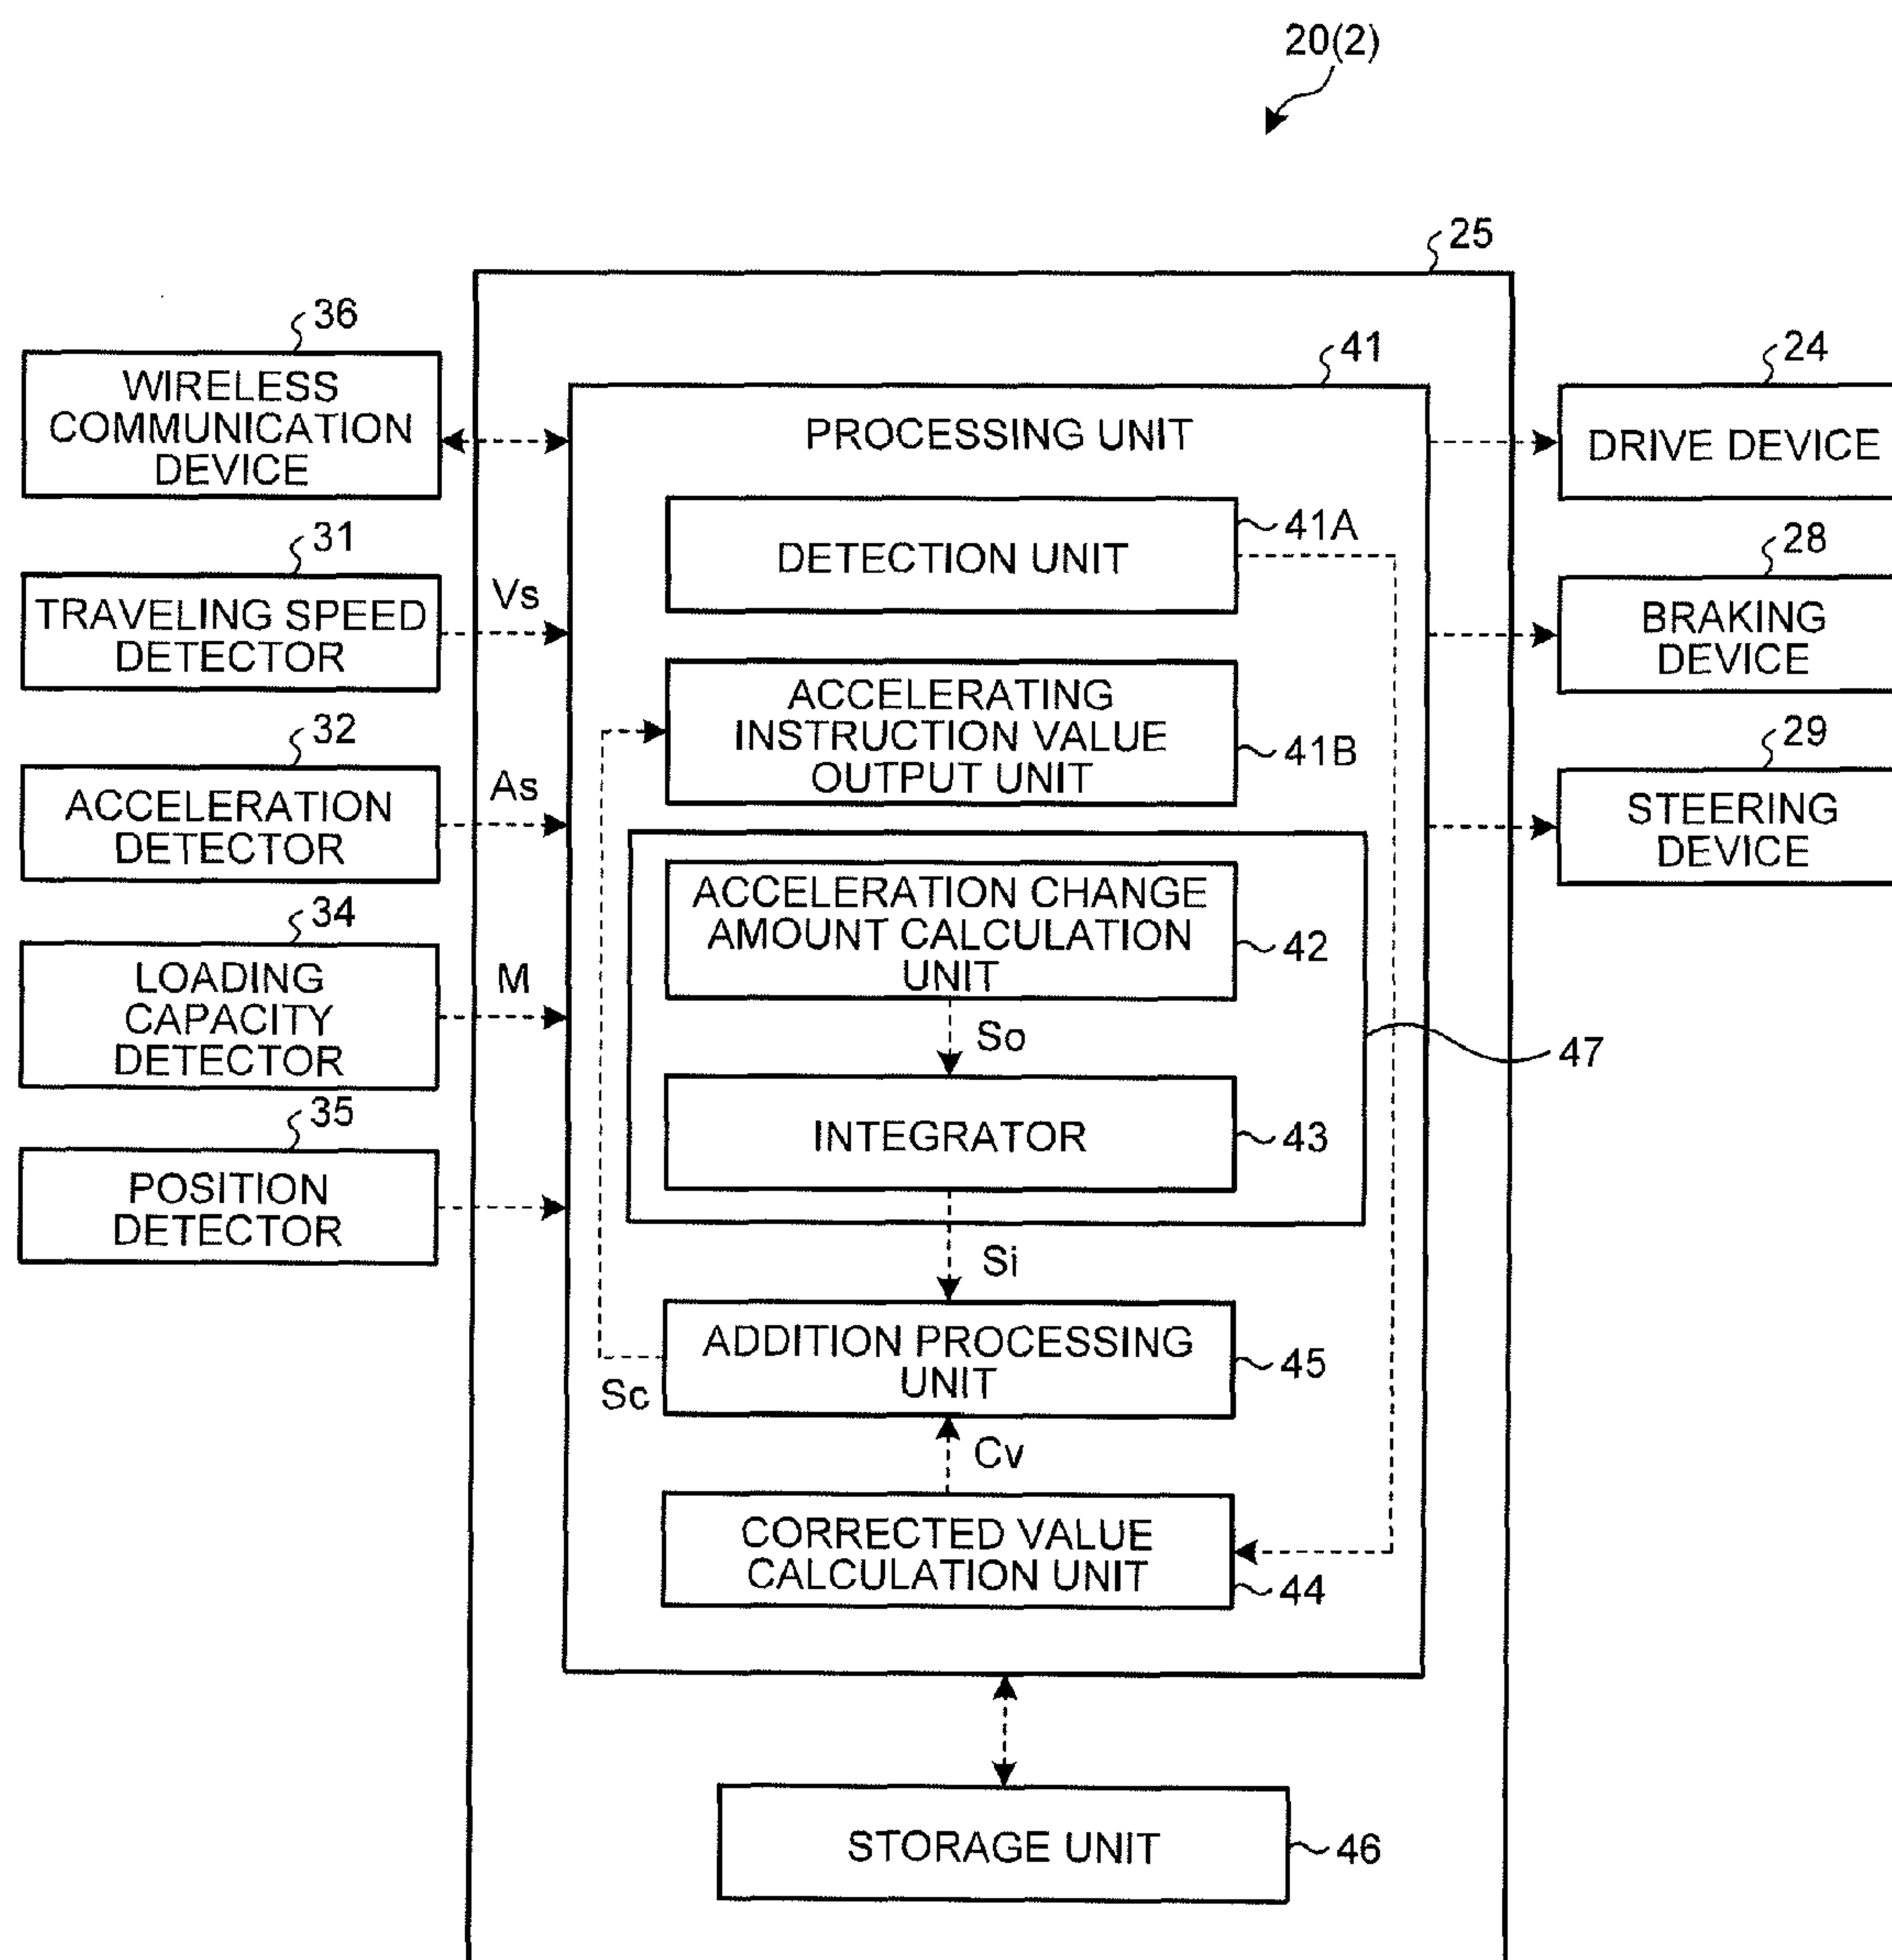 20(2)
25
36
WIRELESS
COMMUNICATION
DEVICE
31
TRAVELING SPEED
DETECTOR
Vs
32
ACCELERATION
DETECTOR
As
34
LOADING
CAPACITY
DETECTOR
M
35
POSITION
DETECTOR
41
PROCESSING UNIT
DETECTION UNIT
41A
ACCELERATING
INSTRUCTION VALUE
OUTPUT UNIT
41B
ACCELERATION CHANGE
AMOUNT CALCULATION
UNIT
42
So
47
INTEGRATOR
43
Si
ADDITION PROCESSING
UNIT
45
Sc
Cv
CORRECTED VALUE
CALCULATION UNIT
44
STORAGE UNIT
46
24
DRIVE DEVICE
28
BRAKING
DEVICE
29
STEERING
DEVICE